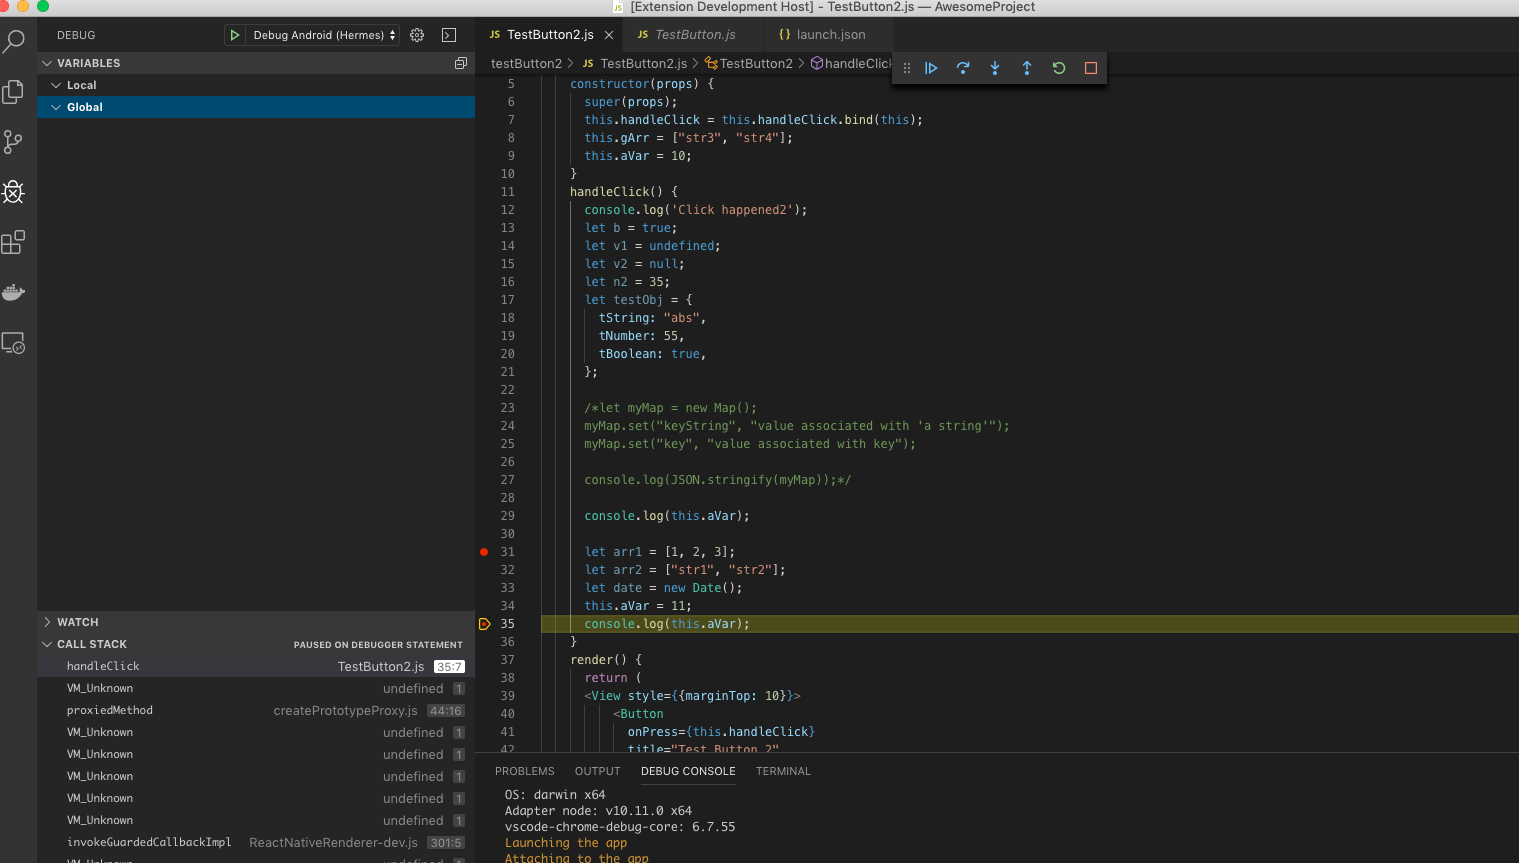 [Extension Development Host] - TestButton2.js — AwesomeProject
DEBUG
Debug Android (Hermes)
JS TestButton2.js
JS TestButton.js
{} launch.json
VARIABLES
Local
Global
testButton2 > JS TestButton2.js > TestButton2 > handleClick
5 constructor(props) {
6 super(props);
7 this.handleClick = this.handleClick.bind(this);
8 this.gArr = ["str3", "str4"];
9 this.aVar = 10;
10 }
11 handleClick() {
12 console.log('Click happened2');
13 let b = true;
14 let v1 = undefined;
15 let v2 = null;
16 let n2 = 35;
17 let testObj = {
18 tString: "abs",
19 tNumber: 55,
20 tBoolean: true,
21 };
22
23 /*let myMap = new Map();
24 myMap.set("keyString", "value associated with 'a string'");
25 myMap.set("key", "value associated with key");
26
27 console.log(JSON.stringify(myMap));*/
28
29 console.log(this.aVar);
30
31 let arr1 = [1, 2, 3];
32 let arr2 = ["str1", "str2"];
33 let date = new Date();
34 this.aVar = 11;
35 console.log(this.aVar);
36 }
37 render() {
38 return (
39 <View style={{marginTop: 10}}>
40 <Button
41 onPress={this.handleClick}
42 title="Test Button 2"
WATCH
CALL STACK PAUSED ON DEBUGGER STATEMENT
handleClick TestButton2.js 35:7
VM_Unknown undefined 1
proxiedMethod createPrototypeProxy.js 44:16
VM_Unknown undefined 1
VM_Unknown undefined 1
VM_Unknown undefined 1
VM_Unknown undefined 1
VM_Unknown undefined 1
invokeGuardedCallbackImpl ReactNativeRenderer-dev.js 301:5
VM_Unknown undefined 1
PROBLEMS OUTPUT DEBUG CONSOLE TERMINAL
OS: darwin x64
Adapter node: v10.11.0 x64
vscode-chrome-debug-core: 6.7.55
Launching the app
Attaching to the app